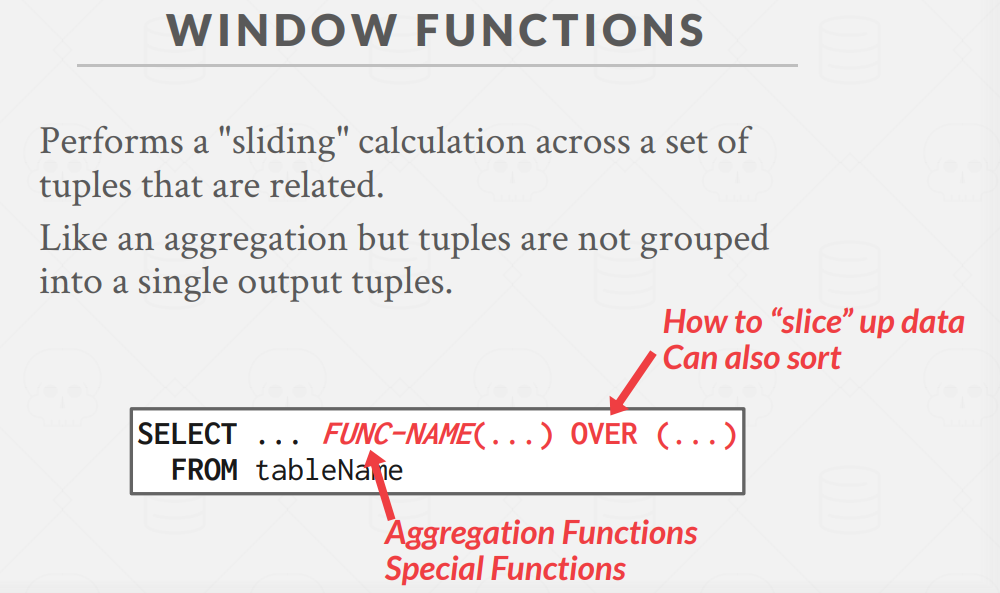 WINDOW FUNCTIONS
Performs a "sliding" calculation across a set of
tuples that are related.
Like an aggregation but tuples are not grouped
into a single output tuples.
How to “slice” up data
Can also sort
SELECT ... FUNC-NAME(...) OVER (...)
FROM tableName
Aggregation Functions
Special Functions